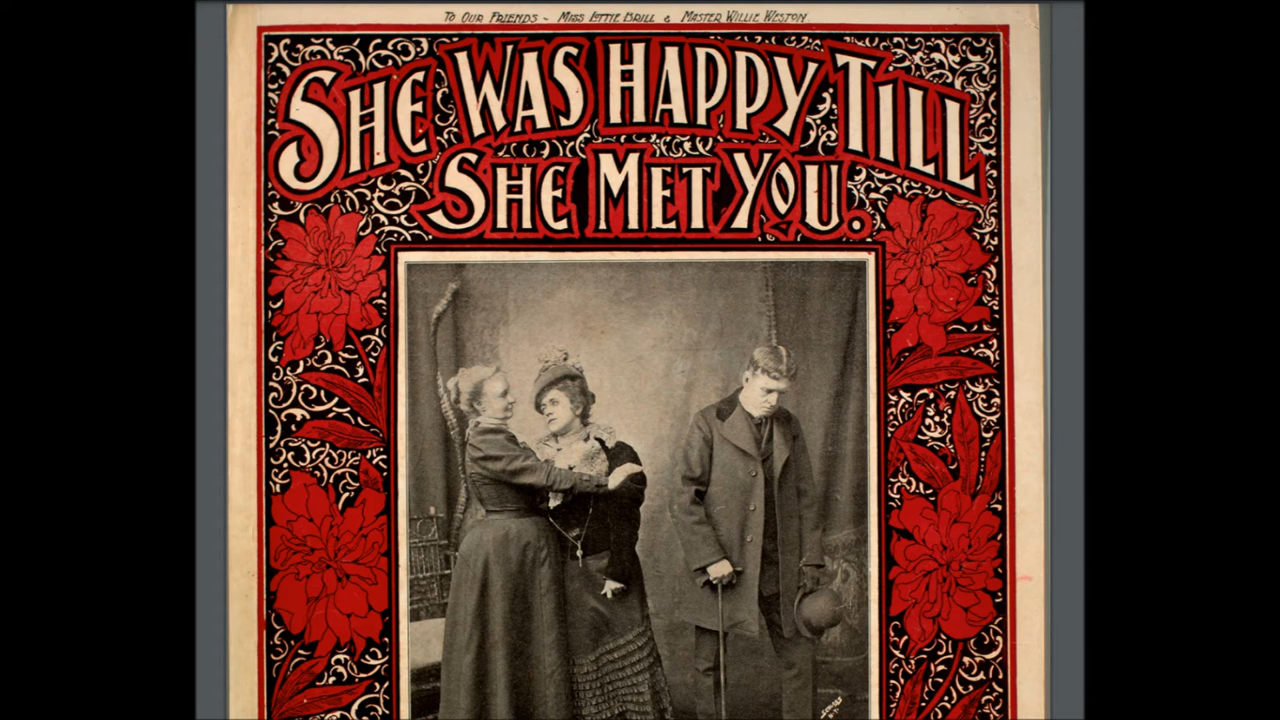 To Our Friends - Miss Lottie Brill & Master Willie Weston.
She Was Happy Till
She Met You.